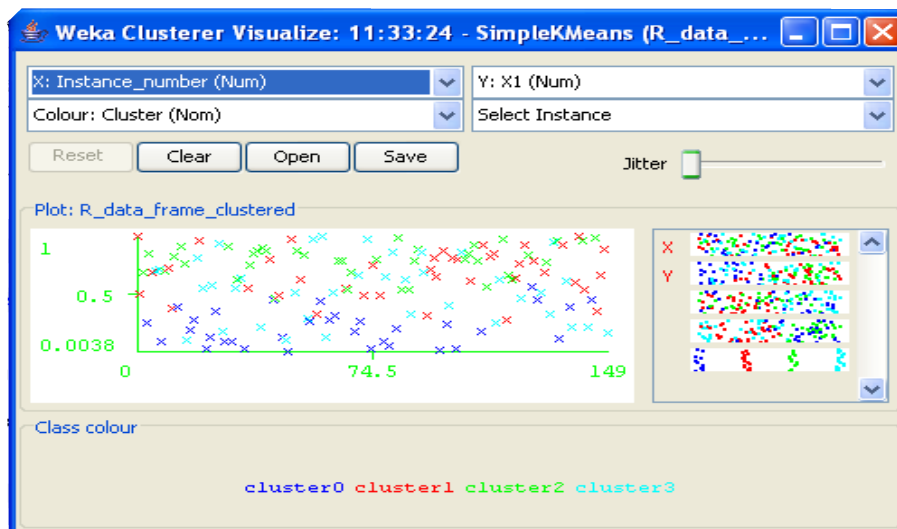 Weka Clusterer Visualize: 11:33:24 - SimpleKMeans (R_data_...
X: Instance_number (Num)
Y: X1 (Num)
Colour: Cluster (Nom)
Select Instance
Reset
Clear
Open
Save
Jitter
Plot: R_data_frame_clustered
1
0.5
0.0038
0
74.5
149
X
Y
Class colour
cluster0 cluster1 cluster2 cluster3